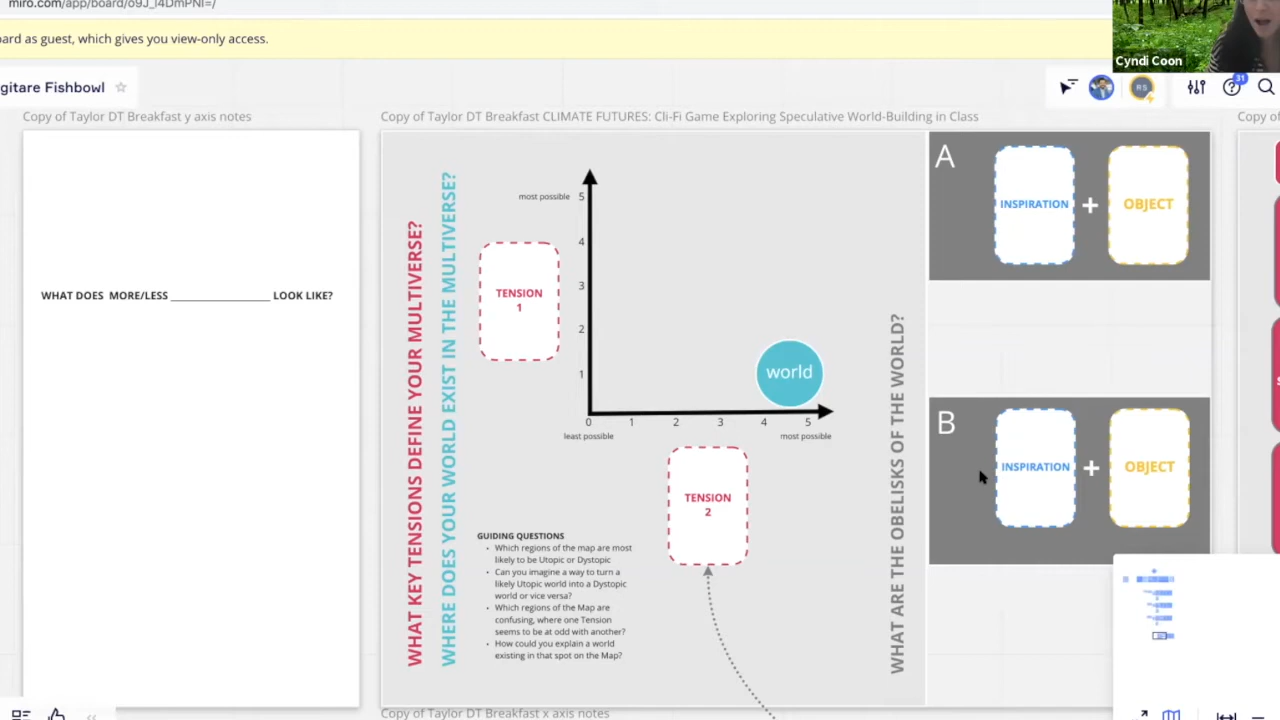 miro.com/app/board/o9J_l4DmPNI=/
ard as guest, which gives you view-only access.
Cyndi Coon
gitare Fishbowl
RS
31
Copy of Taylor DT Breakfast y axis notes
Copy of Taylor DT Breakfast CLIMATE FUTURES: Cli-Fi Game Exploring Speculative World-Building in Class
Copy of
WHAT DOES MORE/LESS ____________________ LOOK LIKE?
WHAT KEY TENSIONS DEFINE YOUR MULTIVERSE?
WHERE DOES YOUR WORLD EXIST IN THE MULTIVERSE?
most possible
5
4
3
2
1
TENSION
1
world
0
1
2
3
4
5
least possible
most possible
TENSION
2
GUIDING QUESTIONS
• Which regions of the map are most
likely to be Utopic or Dystopic
• Can you imagine a way to turn a
likely Utopic world into a Dystopic
world or vice versa?
• Which regions of the Map are
confusing, where one Tension
seems to be at odd with another?
• How could you explain a world
existing in that spot on the Map?
WHAT ARE THE OBELISKS OF THE WORLD?
A
INSPIRATION
+
OBJECT
B
INSPIRATION
+
OBJECT
Copy of Taylor DT Breakfast x axis notes